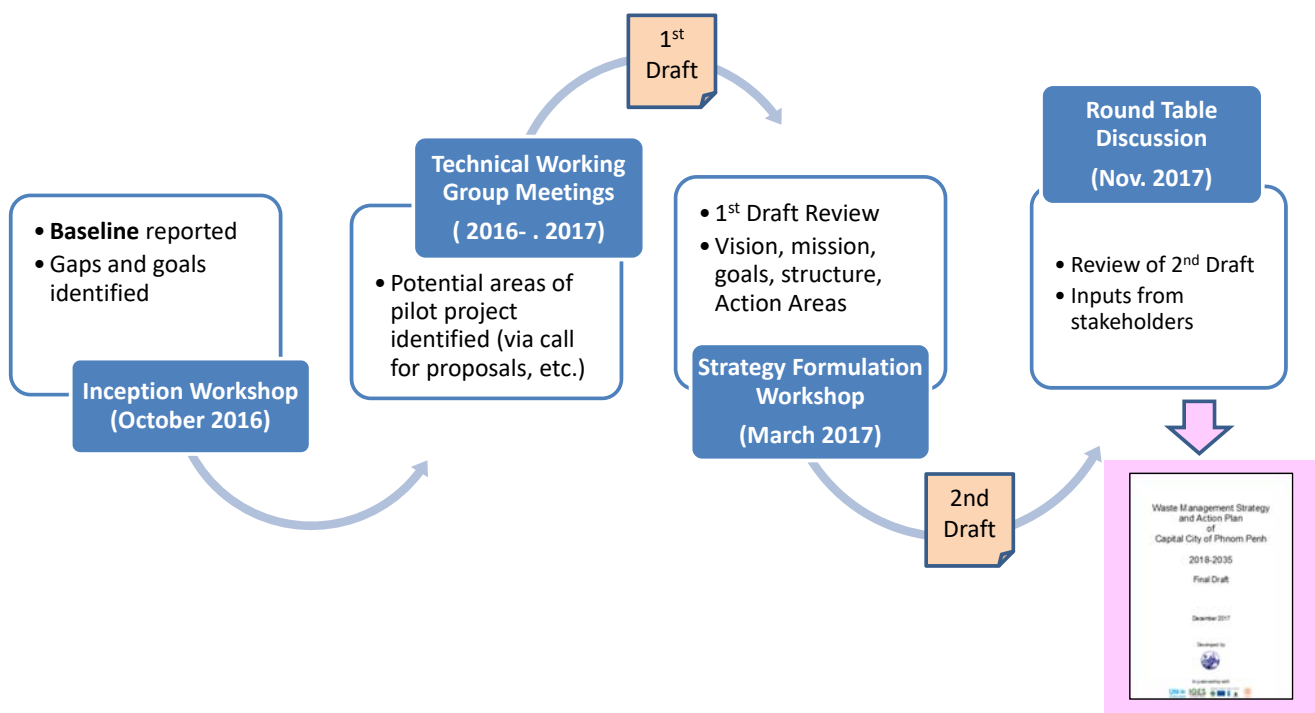 • Baseline reported
• Gaps and goals
identified
Inception Workshop
(October 2016)
Technical Working
Group Meetings
( 2016- . 2017)
• Potential areas of
pilot project
identified (via call
for proposals, etc.)
1st
Draft
• 1st Draft Review
• Vision, mission,
goals, structure,
Action Areas
Strategy Formulation
Workshop
(March 2017)
2nd
Draft
Round Table
Discussion
(Nov. 2017)
• Review of 2nd Draft
• Inputs from
stakeholders
Waste Management Strategy
and Action Plan
of
Capital City of Phnom Penh
2018-2035
Final Draft
December 2017
Developed by
IGES